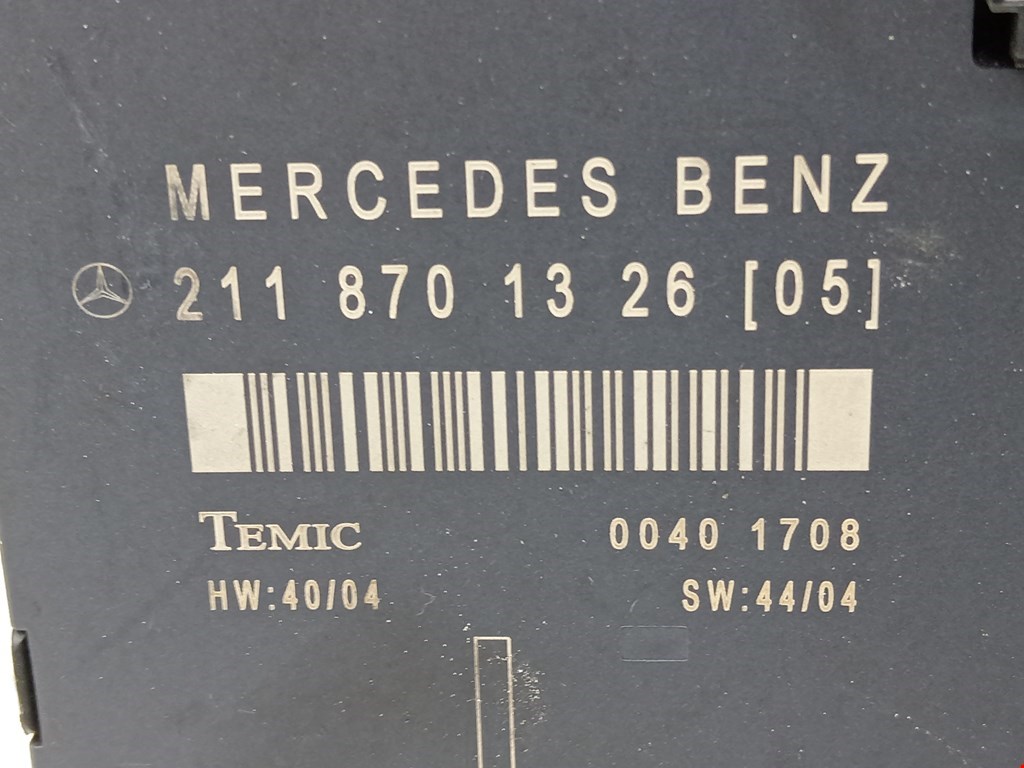 MERCEDES BENZ
211 870 13 26 [05]
TEMIC 0040 1708
HW:40/04 SW:44/04